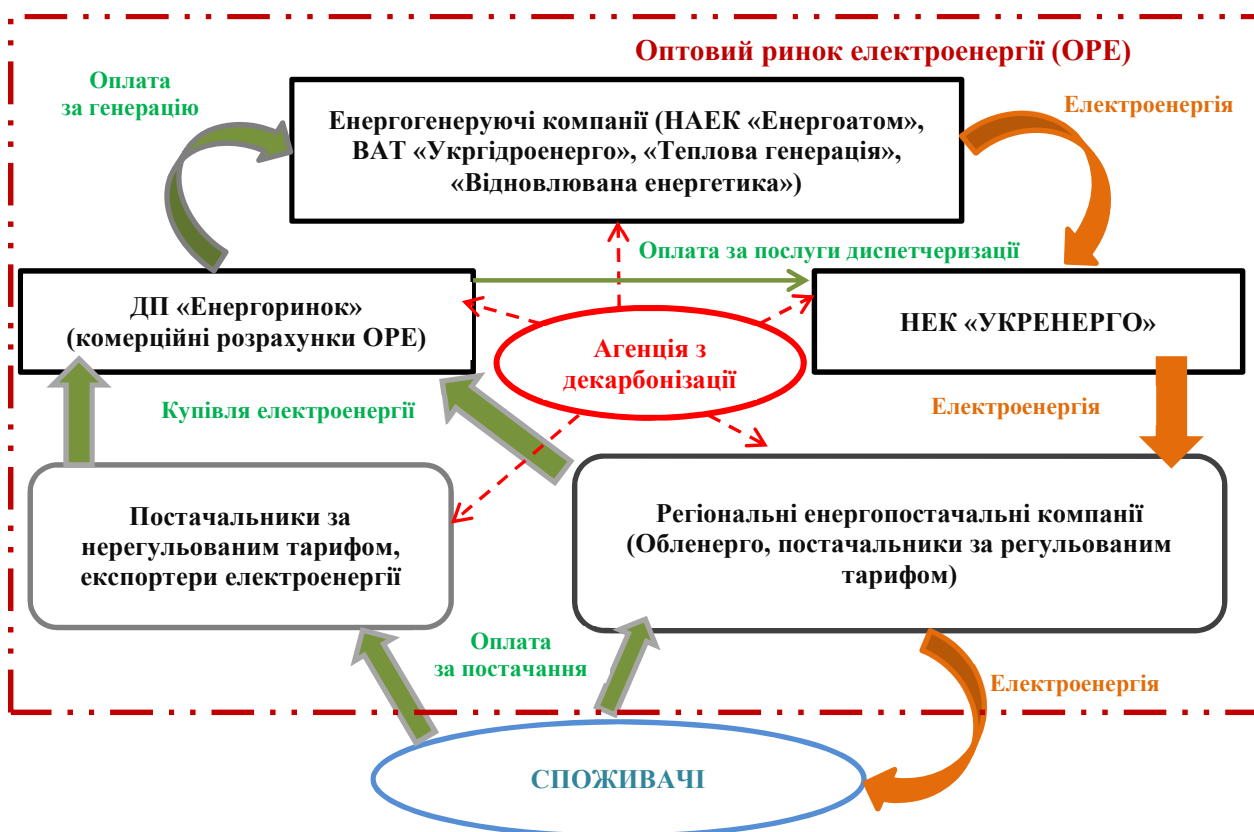 Оптовий ринок електроенергії (ОРЕ)
Оплата
за генерацію
Енергогенеруючі компанії (НАЕК «Енергоатом»,
ВАТ «Укргідроенерго», «Теплова генерація»,
«Відновлювана енергетика»)
Електроенергія
Оплата за послуги диспетчеризації
ДП «Енергоринок»
(комерційні розрахунки ОРЕ)
Агенція з
декарбонізації
НЕК «УКРЕНЕРГО»
Купівля електроенергії
Електроенергія
Постачальники за
нерегульованим тарифом,
експортери електроенергії
Регіональні енергопостачальні компанії
(Обленерго, постачальники за регульованим
тарифом)
Оплата
за постачання
Електроенергія
СПОЖИВАЧІ